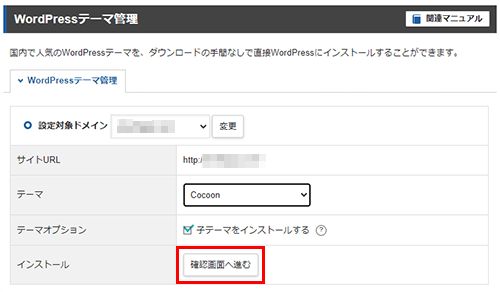 WordPressテーマ管理
関連マニュアル
国内で人気のWordPressテーマを、ダウンロードの手間なしで直接WordPressにインストールすることができます。
WordPressテーマ管理
設定対象ドメイン 変更
サイトURL http:/
テーマ Cocoon
テーマオプション 子テーマをインストールする ?
インストール 確認画面へ進む